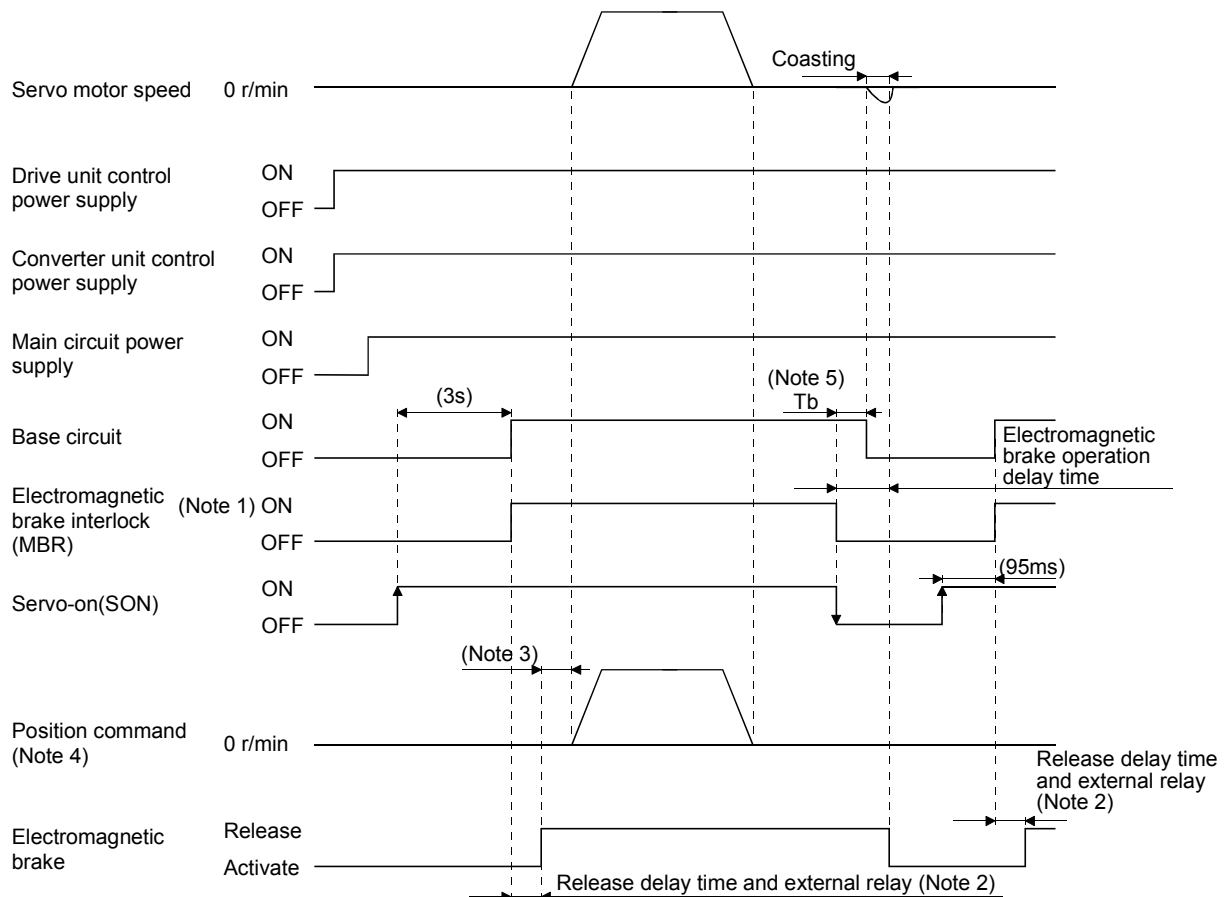 Coasting
Servo motor speed 0 r/min
Drive unit control
power supply
ON
OFF
Converter unit control
power supply
ON
OFF
Main circuit power
supply
ON
OFF
(3s)
(Note 5)
Tb
Base circuit
ON
OFF
Electromagnetic
brake operation
delay time
Electromagnetic
brake interlock
(MBR)
(Note 1) ON
OFF
(95ms)
Servo-on(SON)
ON
OFF
(Note 3)
Position command
(Note 4)
0 r/min
Release delay time
and external relay
(Note 2)
Electromagnetic
brake
Release
Activate
Release delay time and external relay (Note 2)